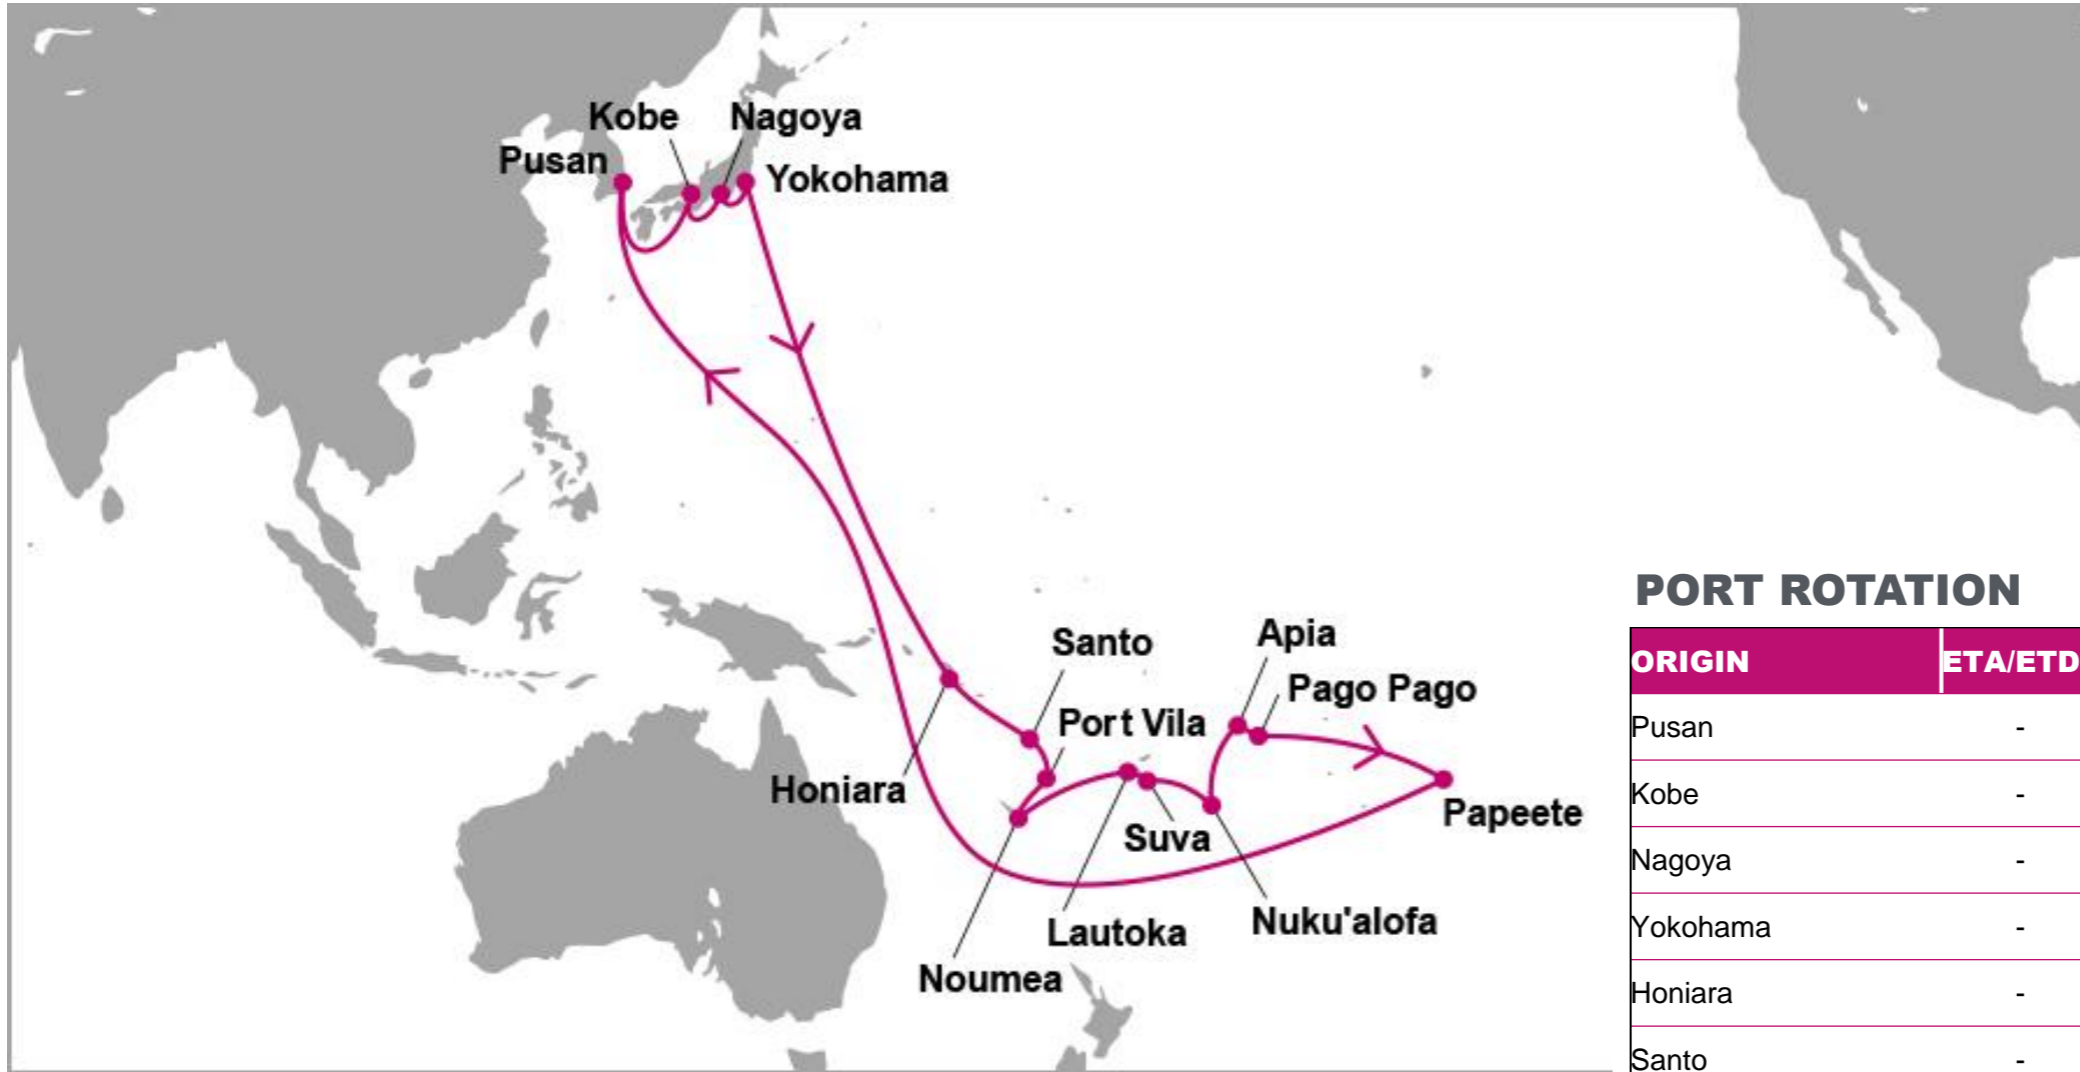 Kobe
Nagoya
Pusan
Yokohama
Santo
Apia
Pago Pago
Port Vila
Honiara
Papeete
Suva
Nuku'alofa
Lautoka
Noumea
PORT ROTATION
ORIGIN ETA/ETD
Pusan -
Kobe -
Nagoya -
Yokohama -
Honiara -
Santo -